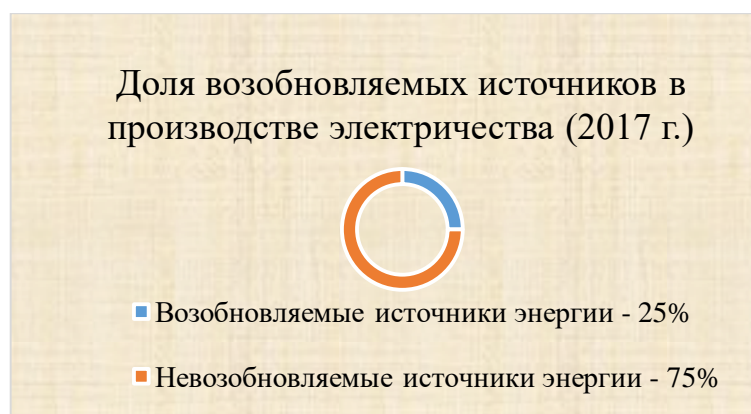 Доля возобновляемых источников в
производстве электричества (2017 г.)
Возобновляемые источники энергии - 25%
Невозобновляемые источники энергии - 75%